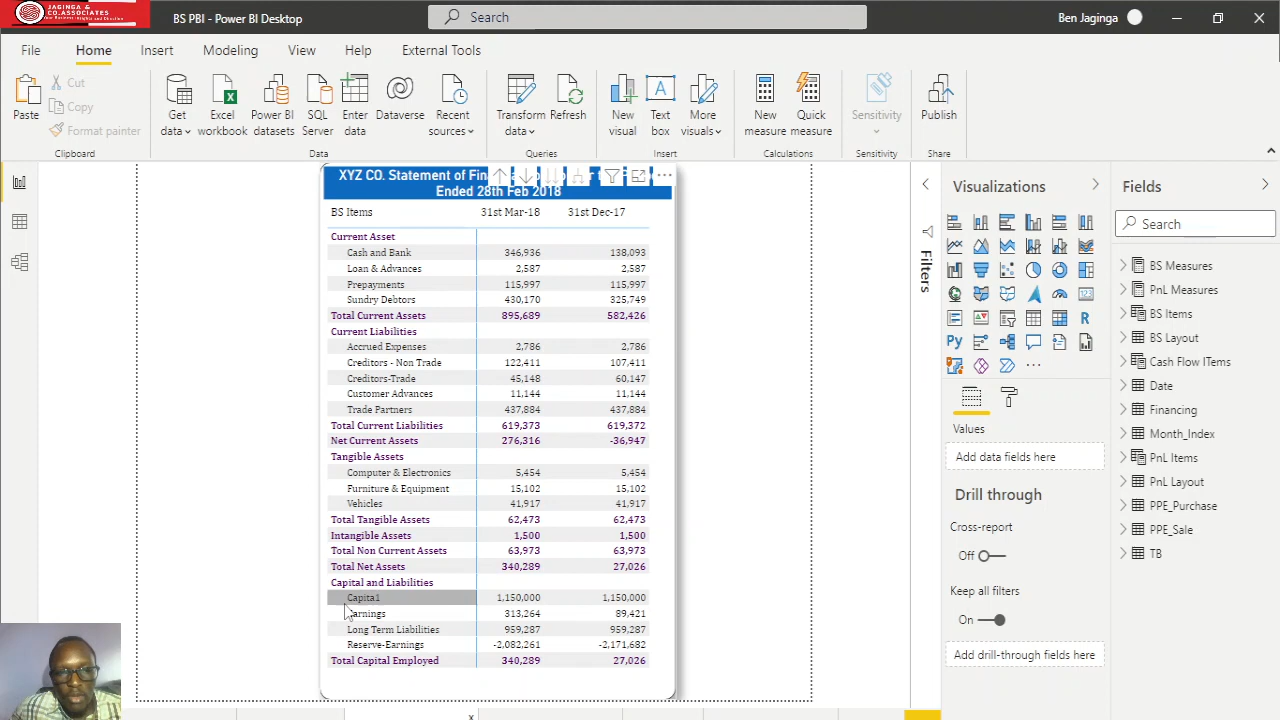 JAGINGA
& CO.ASSOCIATES
BS PBI - Power BI Desktop
Search
Ben Jaginga
File Home Insert Modeling View Help External Tools
Paste
Cut
Copy
Format painter
Clipboard
Get data
Excel workbook
Power BI datasets
SQL Server
Enter data
Dataverse
Recent sources
Data
Transform data
Refresh
Queries
New visual
Text box
More visuals
Insert
New measure
Quick measure
Calculations
Sensitivity
Sensitivity
Publish
Share
XYZ CO. Statement of
Ended 28th Feb 2018
BS Items 31st Mar-18 31st Dec-17
Current Asset
Cash and Bank 346,936 138,093
Loan & Advances 2,587 2,587
Prepayments 115,997 115,997
Sundry Debtors 430,170 325,749
Total Current Assets 895,689 582,426
Current Liabilities
Accrued Expenses 2,786 2,786
Creditors - Non Trade 122,411 107,411
Creditors-Trade 45,148 60,147
Customer Advances 11,144 11,144
Trade Partners 437,884 437,884
Total Current Liabilities 619,373 619,372
Net Current Assets 276,316 -36,947
Tangible Assets
Computer & Electronics 5,454 5,454
Furniture & Equipment 15,102 15,102
Vehicles 41,917 41,917
Total Tangible Assets 62,473 62,473
Intangible Assets 1,500 1,500
Total Non Current Assets 63,973 63,973
Total Net Assets 340,289 27,026
Capital and Liabilities
Capital 1,150,000 1,150,000
Earnings 313,264 89,421
Long Term Liabilities 959,287 959,287
Reserve-Earnings -2,082,261 -2,171,682
Total Capital Employed 340,289 27,026
Filters
Visualizations
Values
Add data fields here
Drill through
Cross-report
Off
Keep all filters
On
Add drill-through fields here
Fields
Search
BS Measures
PnL Measures
BS Items
BS Layout
Cash Flow ITems
Date
Financing
Month_Index
PnL Items
PnL Layout
PPE_Purchase
PPE_Sale
TB